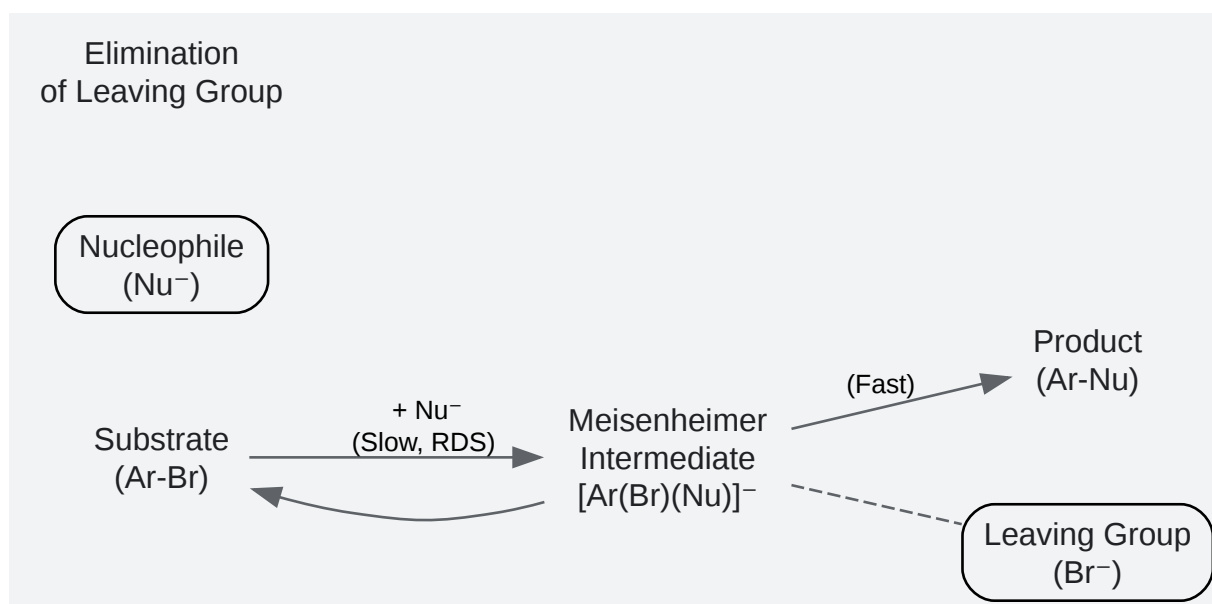 Elimination
of Leaving Group
Nucleophile
(Nu⁻)
Substrate
(Ar-Br)
+ Nu⁻
(Slow, RDS)
Meisenheimer
Intermediate
[Ar(Br)(Nu)]⁻
(Fast)
Product
(Ar-Nu)
Leaving Group
(Br⁻)